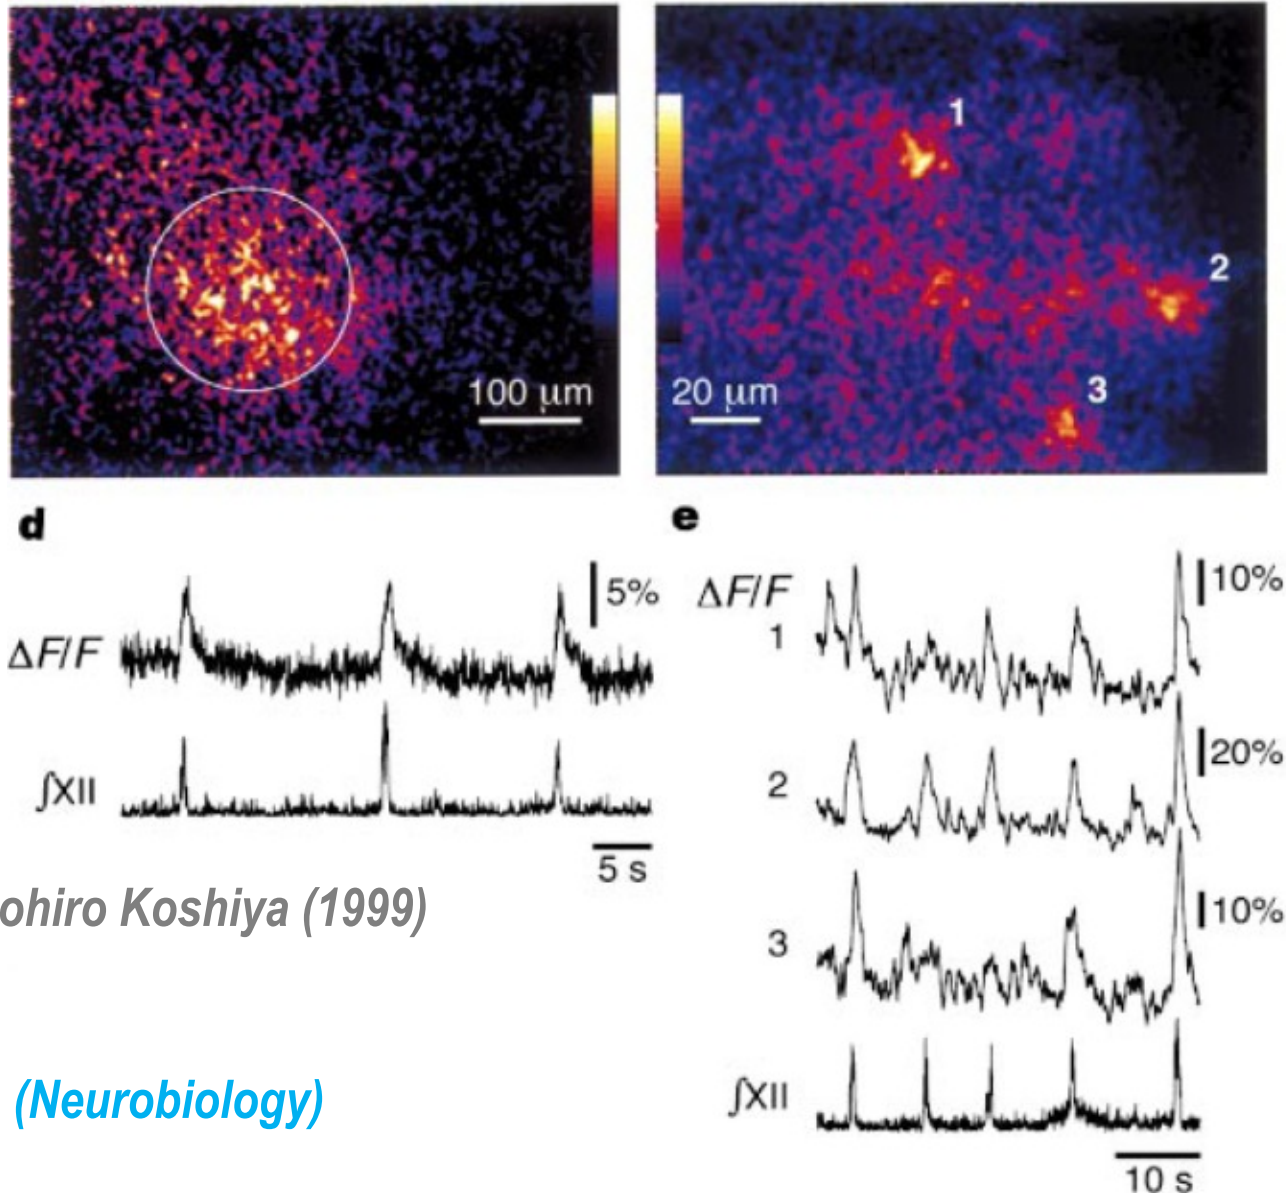 1
2
3
100 μm
20 μm
d
e
5%
ΔF/F
∫XII
5 s
ΔF/F
10%
1
20%
2
10%
3
∫XII
10 s
ohiro Koshiya (1999)
(Neurobiology)